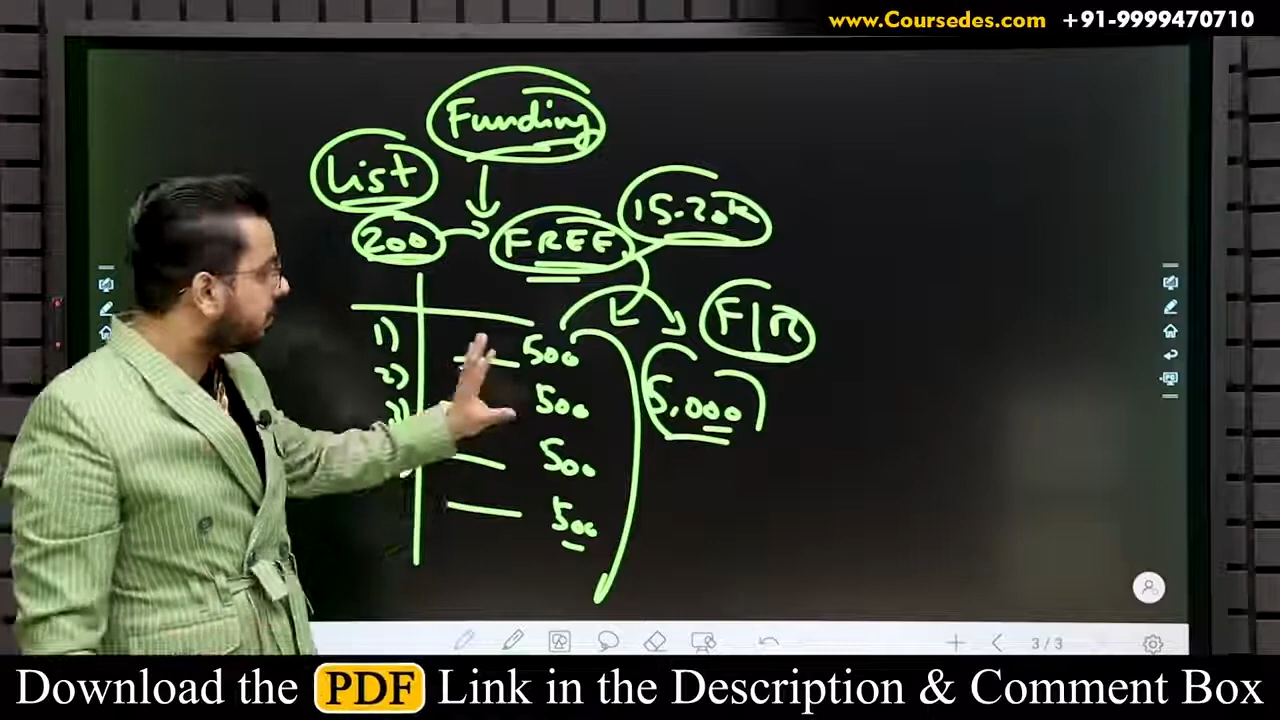 www.Coursedes.com +91-9999470710
Funding
List
15-20k
200
FREE
F/R
1)
500
5,000
2)
500
3)
500
500
3/3
Download the PDF Link in the Description & Comment Box